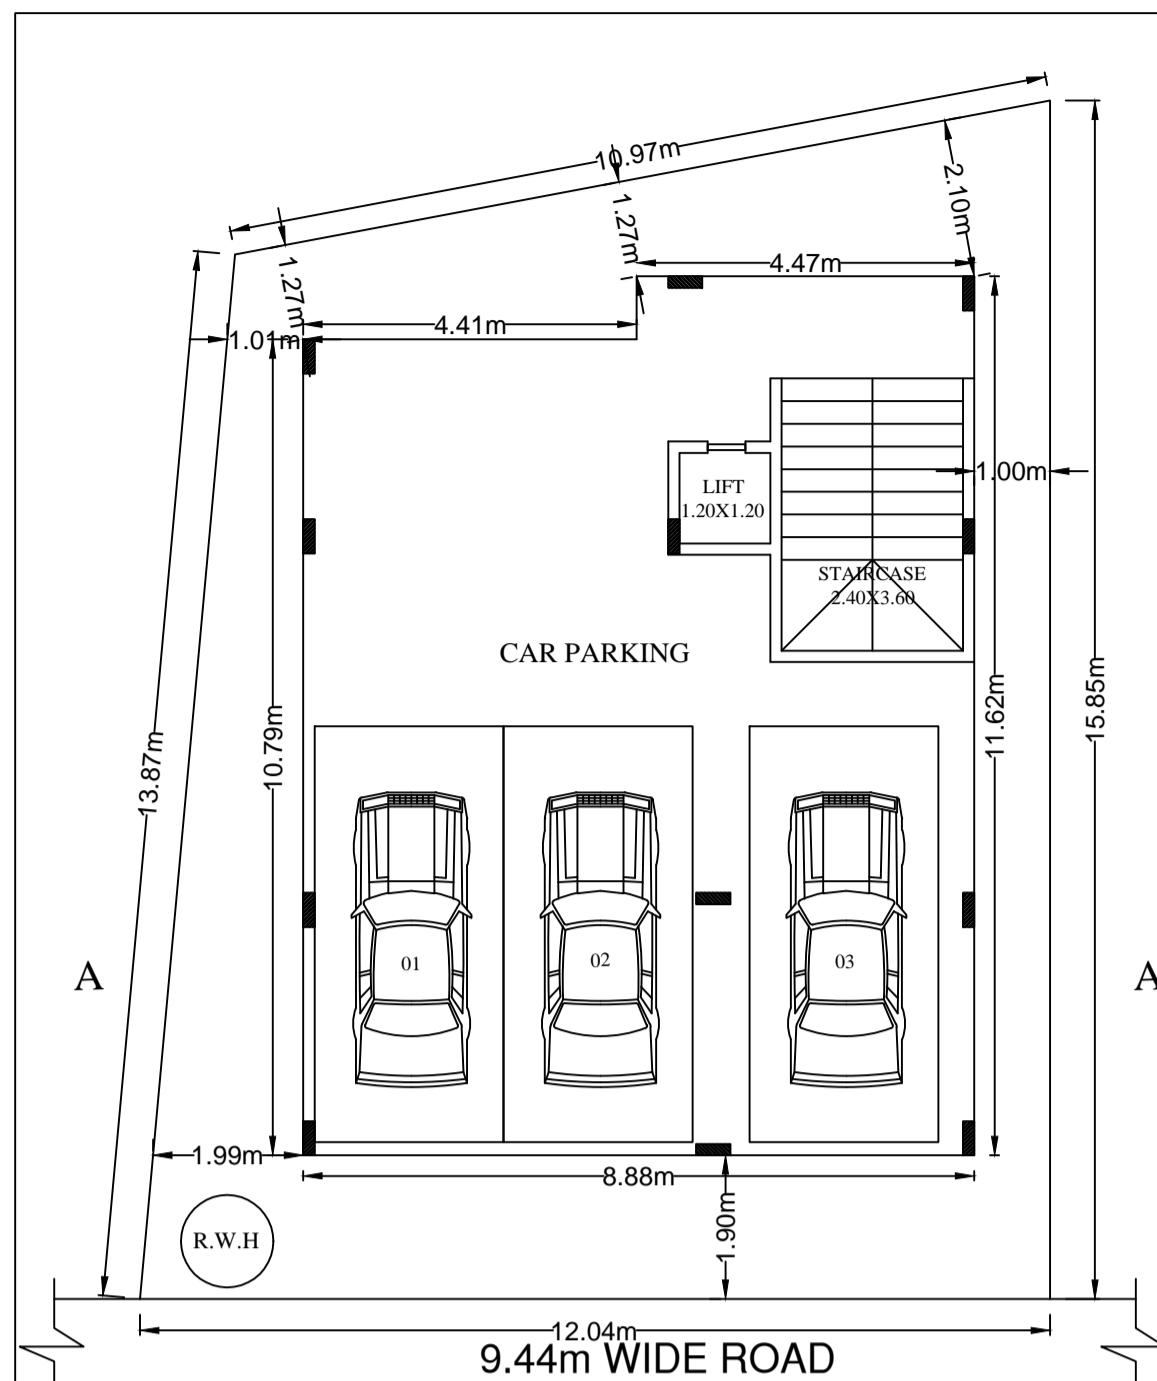 10.97m
2.10m
1.27m
1.27m
4.47m
4.41m
1.01m
LIFT
1.20X1.20
1.00m
STAIRCASE
2.40X3.60
CAR PARKING
15.85m
11.62m
10.79m
13.87m
01
02
03
A
A
1.99m
8.88m
1.90m
R.W.H
12.04m
9.44m WIDE ROAD